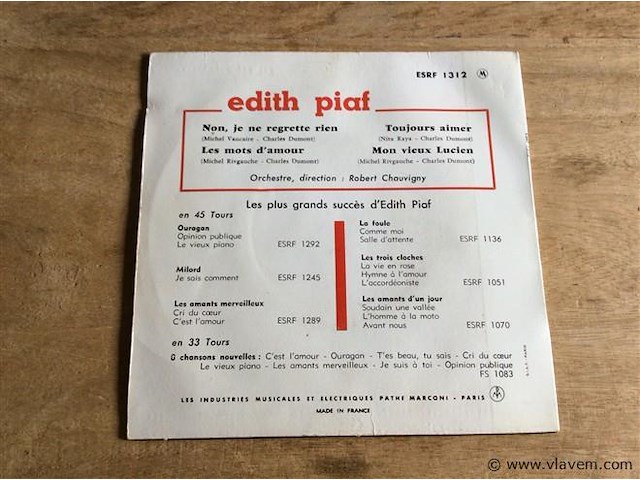 ESRF 1312 M
edith piaf
Non, je ne regrette rien
(Michel Vaucaire - Charles Dumont)
Toujours aimer
(Nita Raya - Charles Dumont)
Les mots d'amour
(Michel Rivgauche - Charles Dumont)
Mon vieux Lucien
(Michel Rivgauche - Charles Dumont)
Orchestre, direction : Robert Chauvigny
Les plus grands succès d'Edith Piaf
en 45 Tours
Ouragan
Opinion publique
Le vieux piano ESRF 1292
Milord
Je sais comment ESRF 1245
Les amants merveilleux
Cri du cœur
C'est l'amour ESRF 1289
La foule
Comme moi
Salle d'attente ESRF 1136
Les trois cloches
La vie en rose
Hymne à l'amour
L'accordéoniste ESRF 1051
Les amants d'un jour
Soudain une vallée
L'homme à la moto
Avant nous ESRF 1070
en 33 Tours
chansons nouvelles : C'est l'amour - Ouragan - T'es beau, tu sais - Cri du cœur
Le vieux piano - Les amants merveilleux - Je suis à toi - Opinion publique
FS 1083
LES INDUSTRIES MUSICALES ET ELECTRIQUES PATHE MARCONI - PARIS
MADE IN FRANCE
© www.vlavem.com